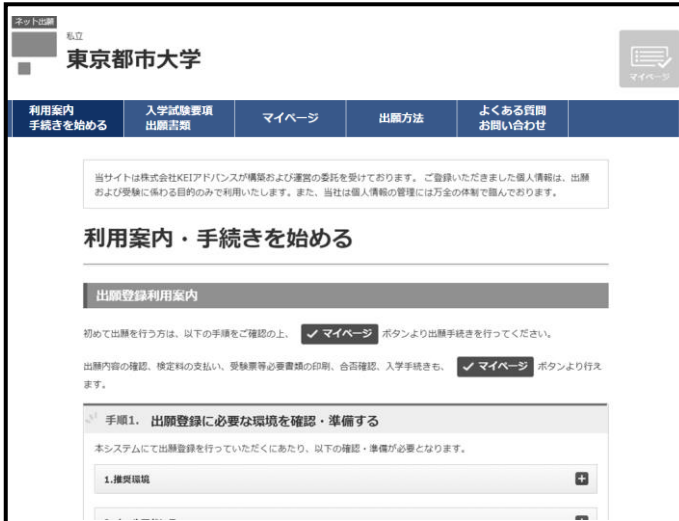 ネット出願
私立
東京都市大学
マイページ
利用案内
手続きを始める
入学試験要項
出願書類
マイページ
出願方法
よくある質問
お問い合わせ
当サイトは株式会社KEIアドバンスが構築および運営の委託を受けております。 ご登録いただきました個人情報は、出願
および受験に係わる目的のみで利用いたします。また、当社は個人情報の管理には万全の体制で臨んでおります。
利用案内・手続きを始める
出願登録利用案内
初めて出願を行う方は、以下の手順をご確認の上、 マイページ ボタンより出願手続きを行ってください。
出願内容の確認、検定料の支払い、受験票等必要書類の印刷、合否確認、入学手続きも、 マイページ ボタンより行え
ます。
手順1. 出願登録に必要な環境を確認・準備する
本システムにて出願登録を行っていただくにあたり、以下の確認・準備が必要となります。
1.推奨環境